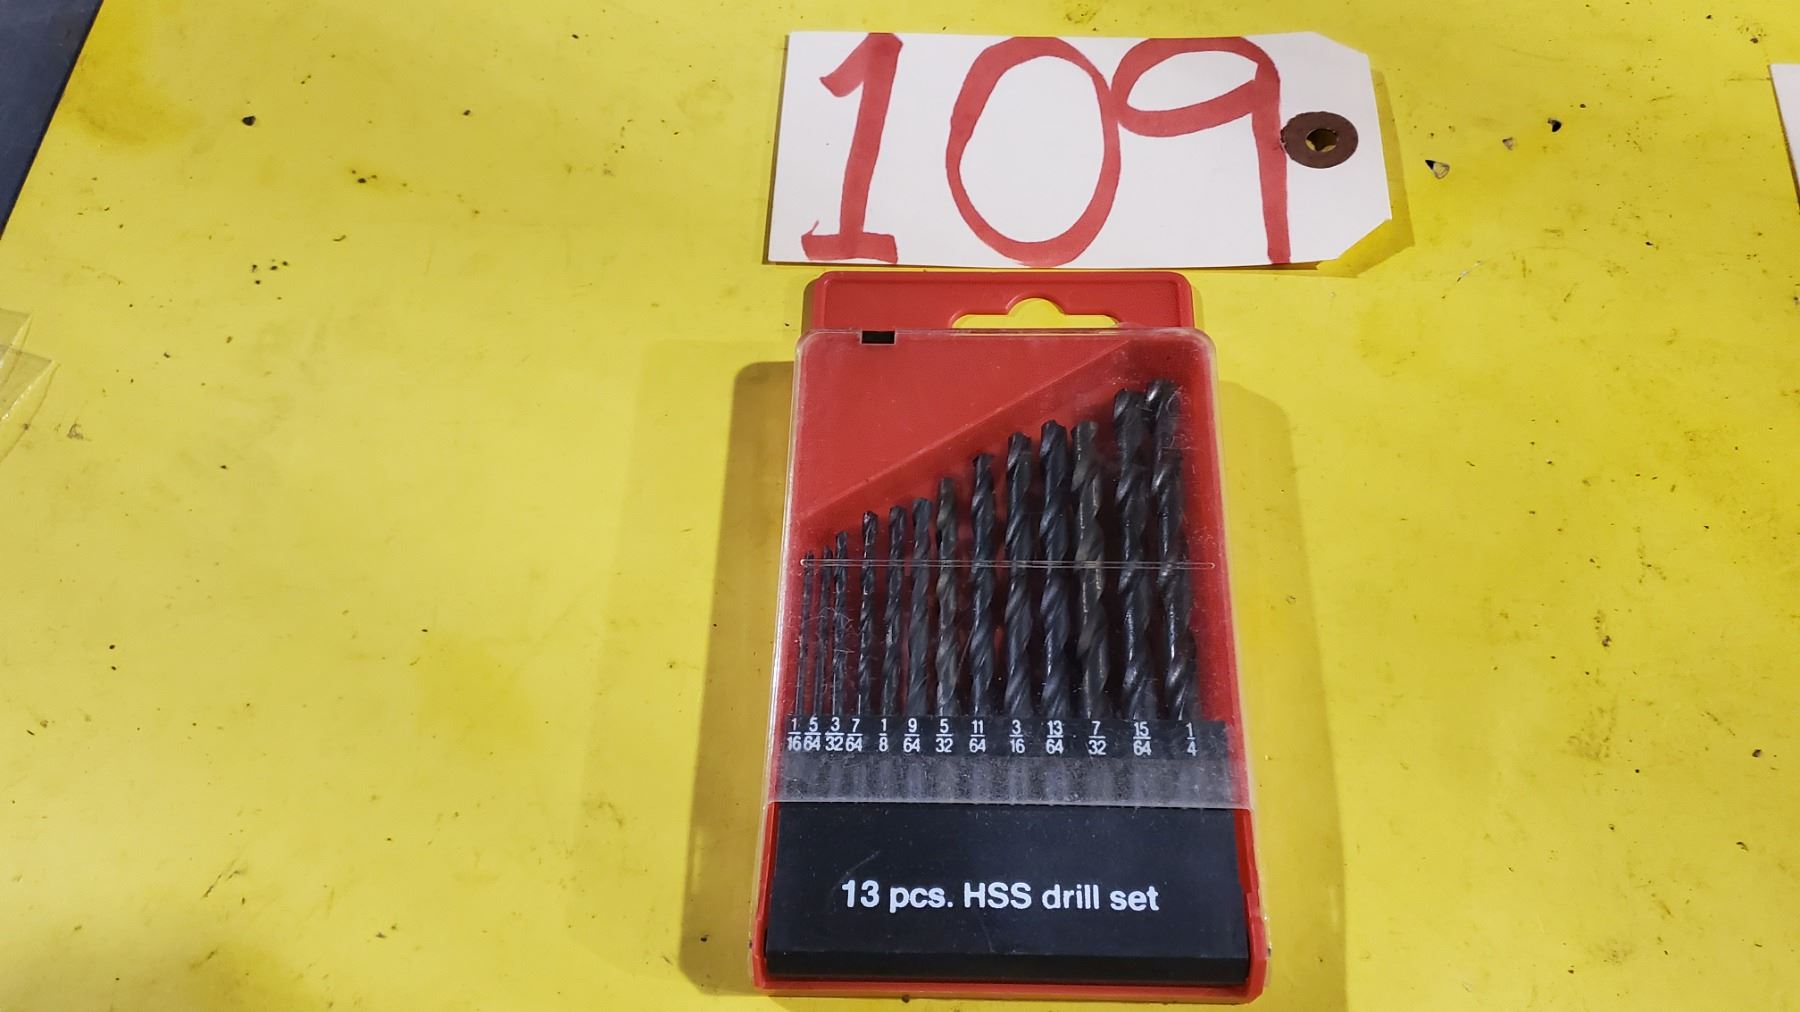 109
1/16 5/64 3/32 7/64 1/8 9/64 5/32 11/64 3/16 13/64 7/32 15/64 1/4
13 pcs. HSS drill set